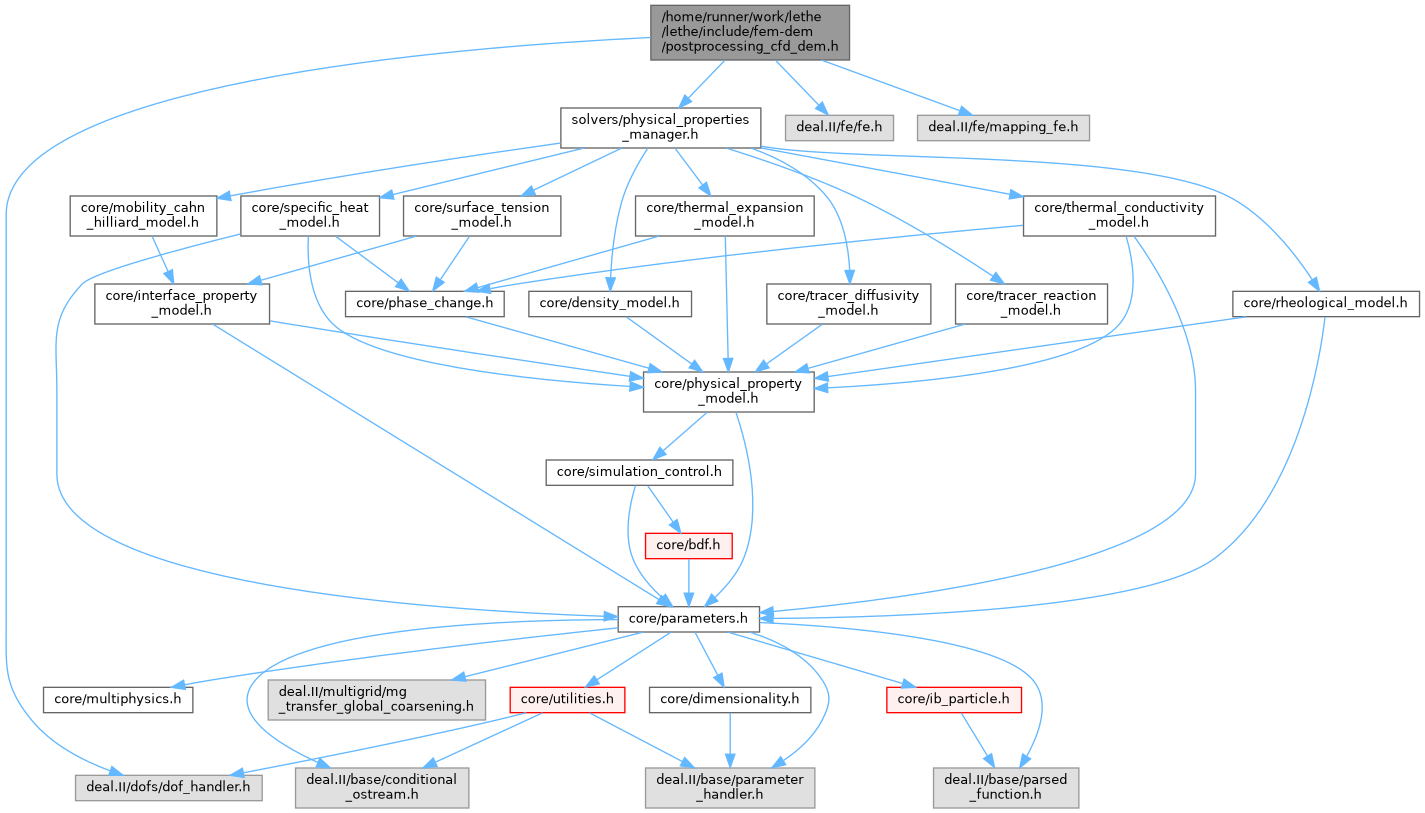 /home/runner/work/lethe
/lethe/include/fem-dem
/postprocessing_cfd_dem.h
solvers/physical_properties
_manager.h
deal.II/fe/fe.h
deal.II/fe/mapping_fe.h
core/mobility_cahn
_hilliard_model.h
core/specific_heat
_model.h
core/surface_tension
_model.h
core/thermal_expansion
_model.h
core/thermal_conductivity
_model.h
core/interface_property
_model.h
core/phase_change.h
core/density_model.h
core/tracer_diffusivity
_model.h
core/tracer_reaction
_model.h
core/rheological_model.h
core/physical_property
_model.h
core/simulation_control.h
core/bdf.h
core/parameters.h
core/multiphysics.h
deal.II/multigrid/mg
_transfer_global_coarsening.h
core/utilities.h
core/dimensionality.h
core/ib_particle.h
deal.II/dofs/dof_handler.h
deal.II/base/conditional
_ostream.h
deal.II/base/parameter
_handler.h
deal.II/base/parsed
_function.h